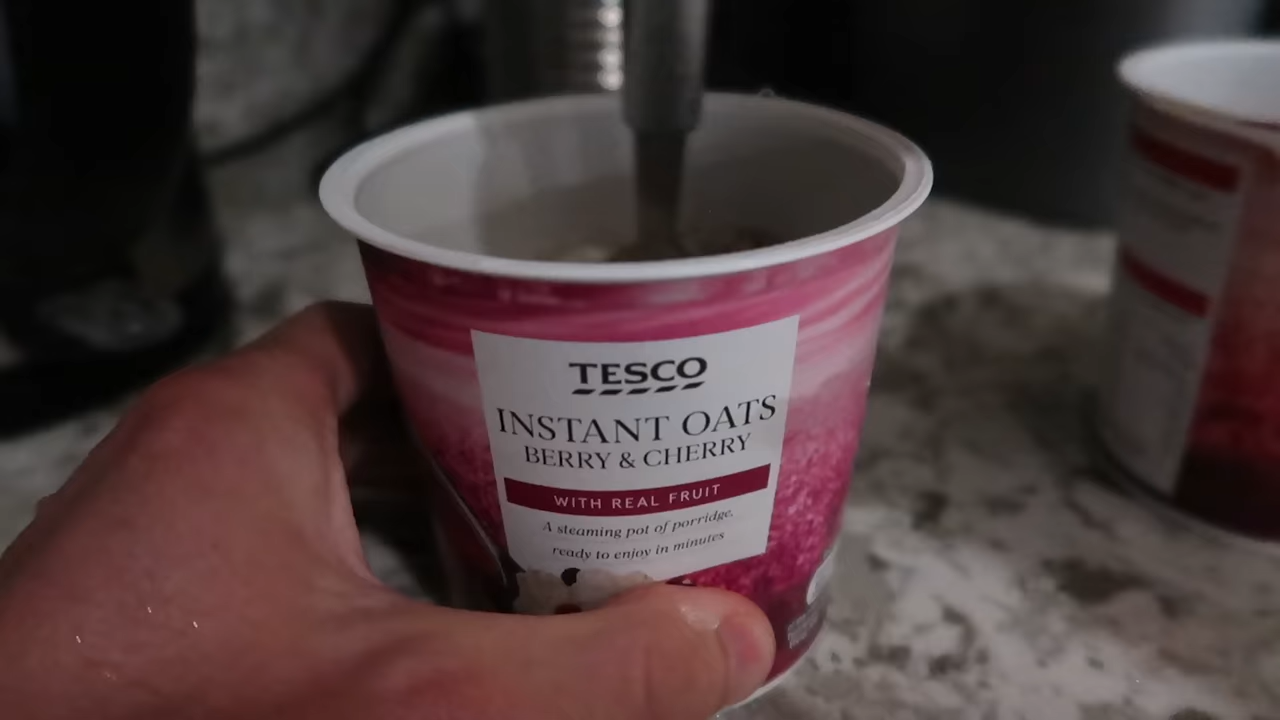 TESCO
INSTANT OATS
BERRY & CHERRY
WITH REAL FRUIT
A steaming pot of porridge,
ready to enjoy in minutes